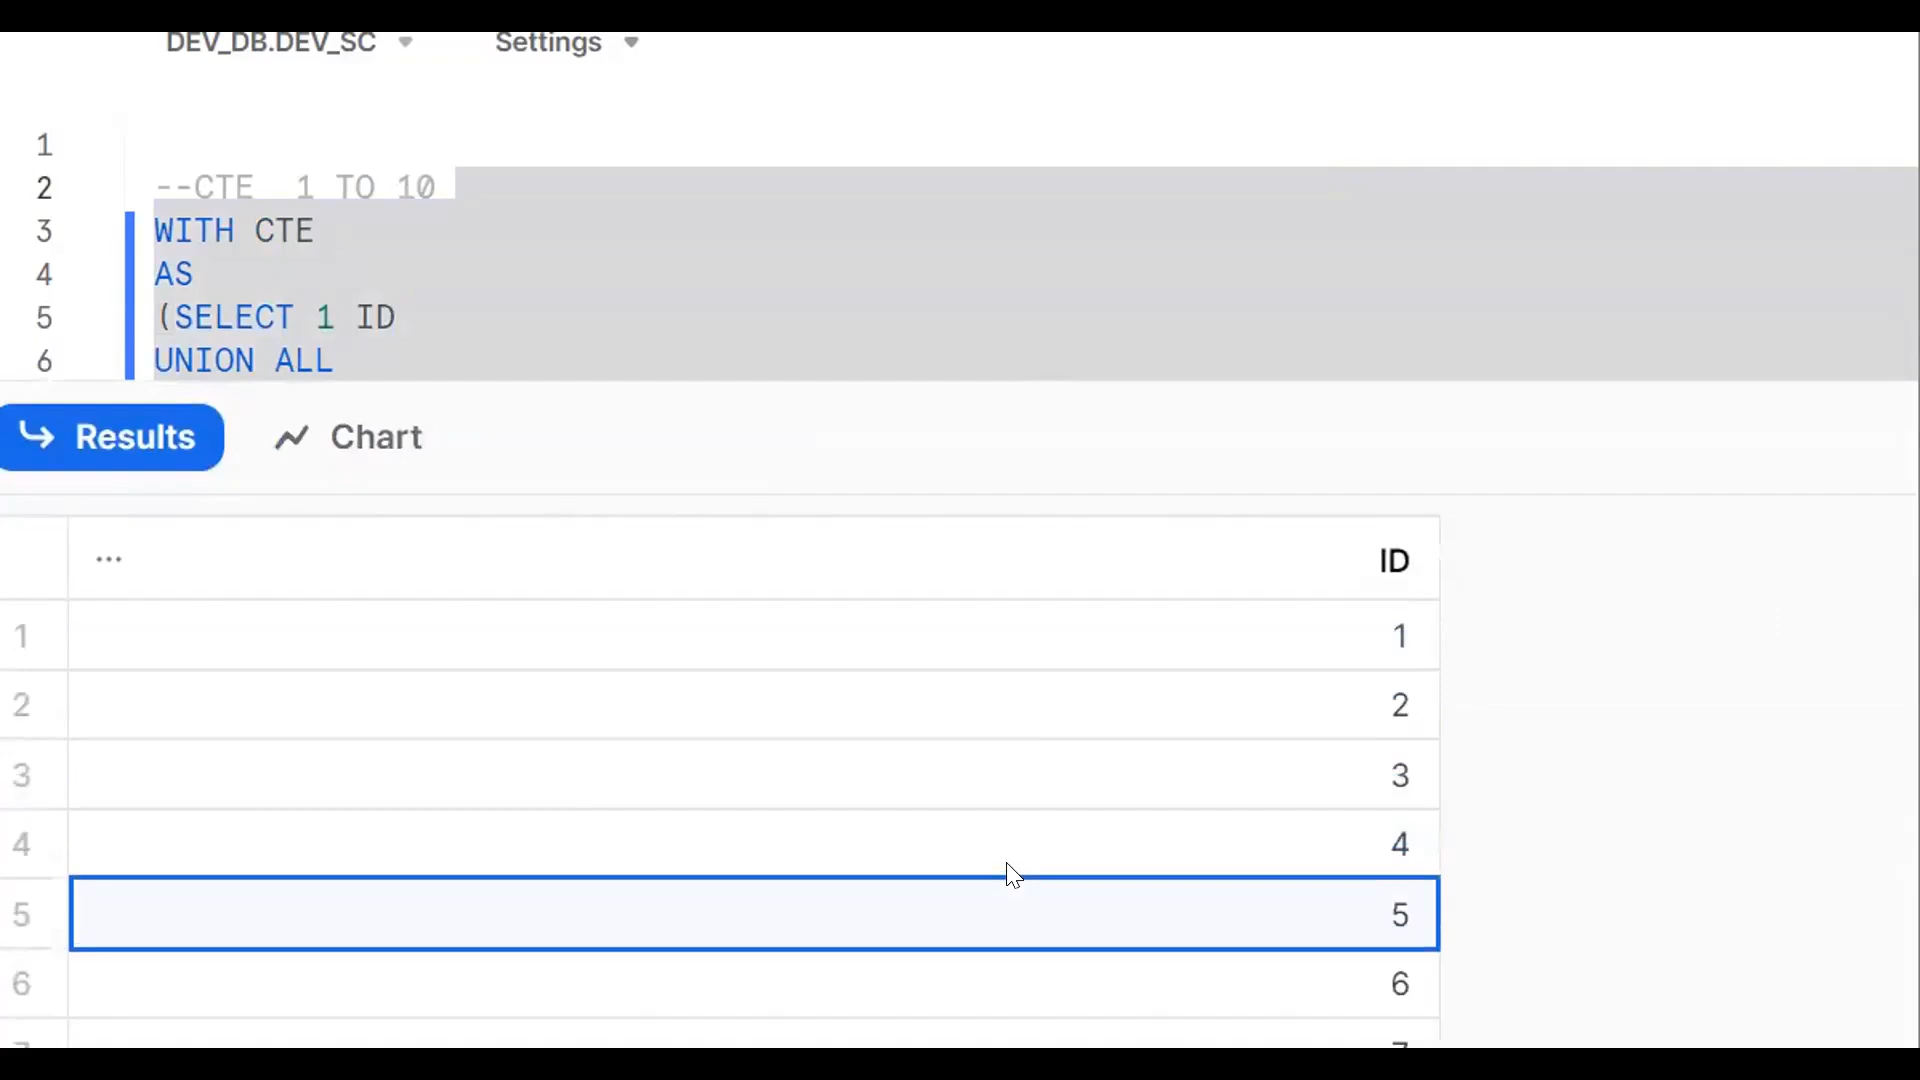 DEV_DB.DEV_SC Settings
1
2 --CTE  1 TO 10
3 WITH CTE
4 AS
5 (SELECT 1 ID
6 UNION ALL
Results Chart
... ID
1 1
2 2
3 3
4 4
5 5
6 6